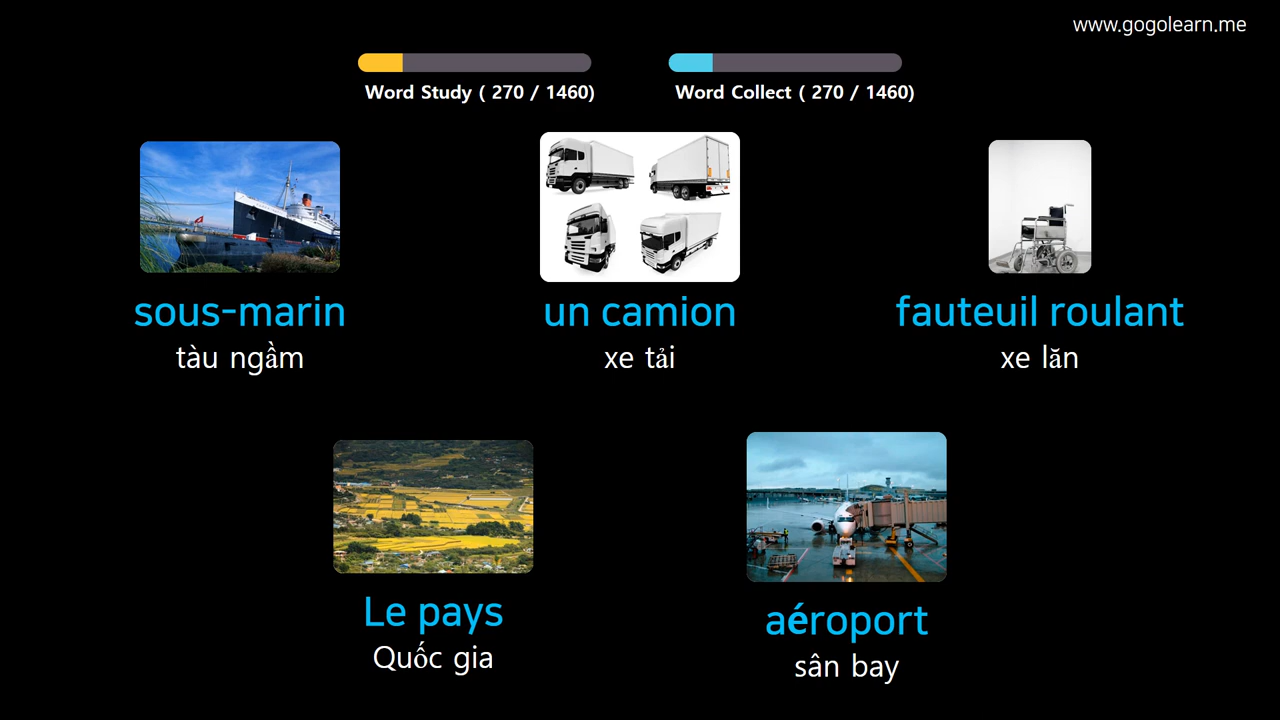 www.gogolearn.me
Word Study ( 270 / 1460)
Word Collect ( 270 / 1460)
sous-marin
tàu ngầm
un camion
xe tải
fauteuil roulant
xe lăn
Le pays
Quốc gia
aéroport
sân bay